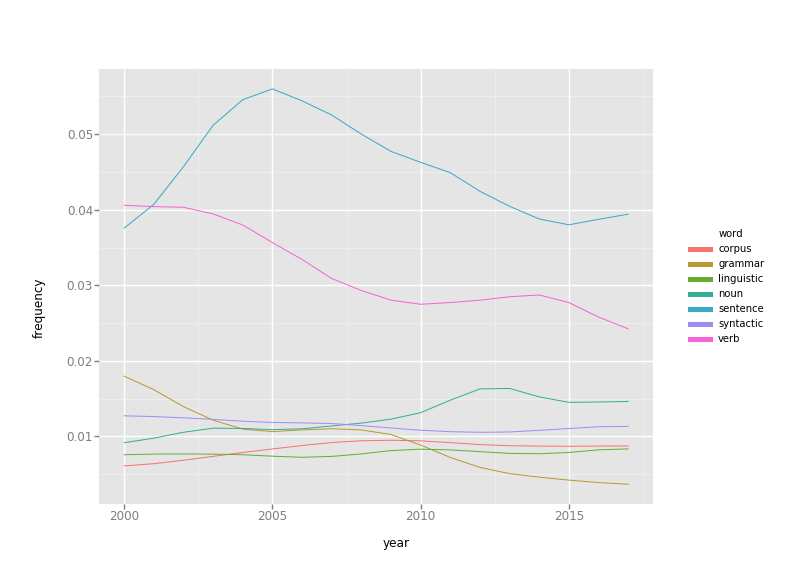 0.05
0.04
0.03
0.02
0.01
frequency
2000 2005 2010 2015
year
word
corpus
grammar
linguistic
noun
sentence
syntactic
verb